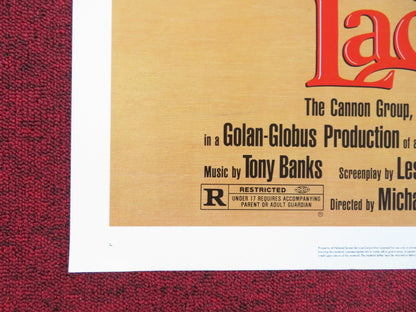 Lad
The Cannon Group,
in a Golan-Globus Production of a
Music by Tony Banks Screenplay by Les
R RESTRICTED
UNDER 17 REQUIRES ACCOMPANYING
PARENT OR ADULT GUARDIAN
Directed by Micha